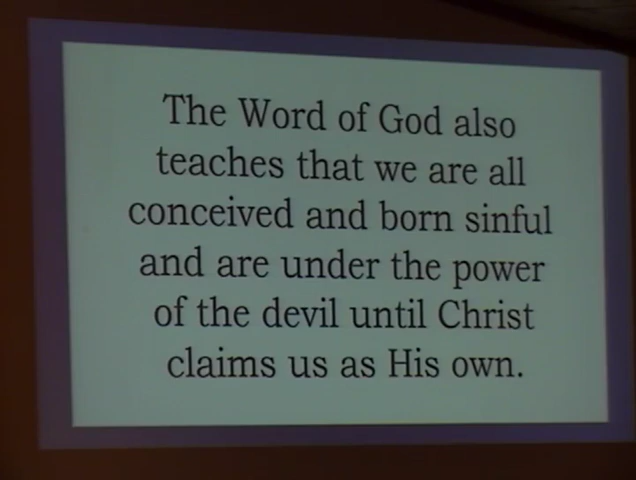 The Word of God also
teaches that we are all
conceived and born sinful
and are under the power
of the devil until Christ
claims us as His own.